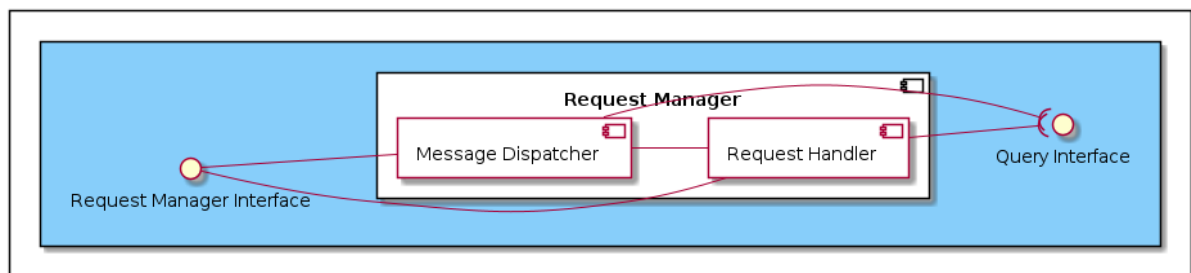 Request Manager
Message Dispatcher
Request Handler
Query Interface
Request Manager Interface